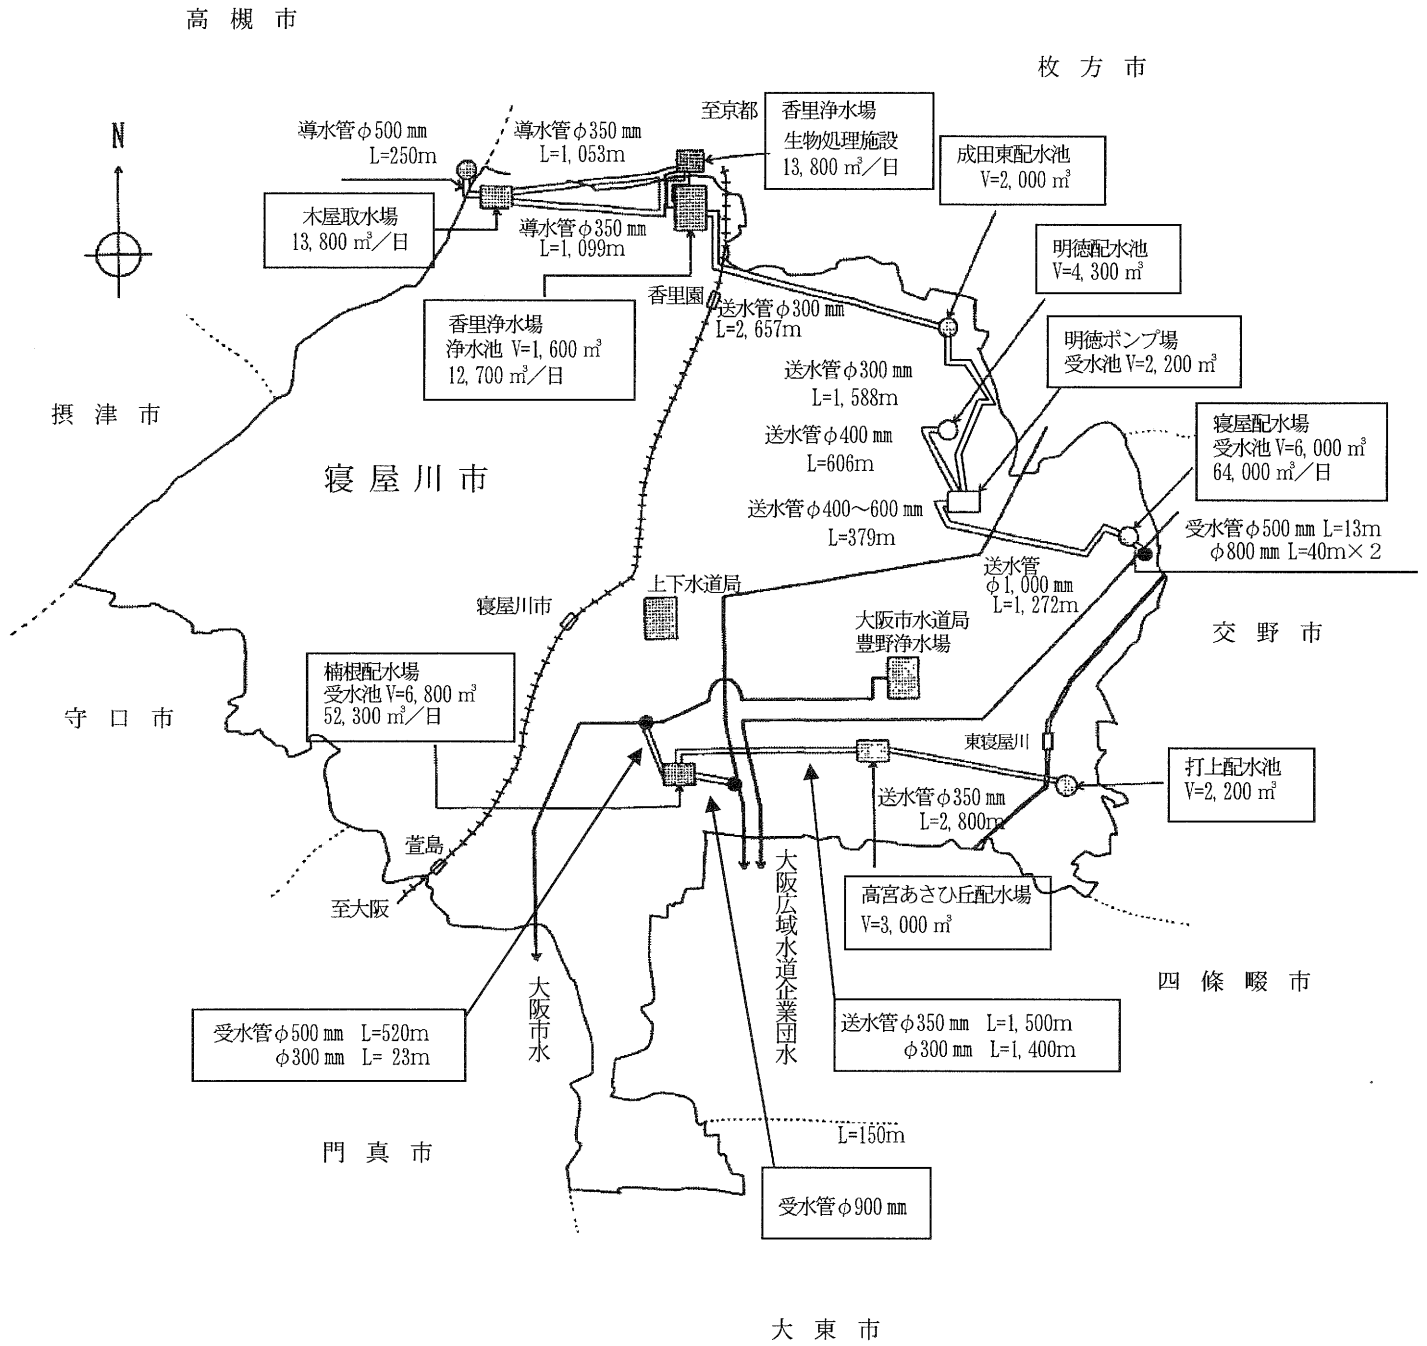 高槻市
枚方市
N
導水管φ500㎜
L=250m
導水管φ350㎜
L=1,053m
至京都
香里浄水場
生物処理施設
13,800㎥／日
成田東配水池
V=2,000㎥
木屋取水場
13,800㎥／日
導水管φ350㎜
L=1,099m
明徳配水池
V=4,300㎥
香里園
送水管φ300㎜
L=2,657m
香里浄水場
浄水池 V=1,600㎥
12,700㎥／日
明徳ポンプ場
受水池 V=2,200㎥
送水管φ300㎜
L=1,588m
摂津市
寝屋川市
送水管φ400㎜
L=606m
寝屋配水場
受水池 V=6,000㎥
64,000㎥／日
送水管φ400～600㎜
L=379m
受水管φ500㎜ L=13m
φ800㎜ L=40m×2
送水管
φ1,000㎜
L=1,272m
上下水道局
寝屋川市
大阪市水道局
豊野浄水場
交野市
楠根配水場
受水池 V=6,800㎥
52,300㎥／日
守口市
東寝屋川
打上配水池
V=2,200㎥
送水管φ350㎜
L=2,800m
萱島
至大阪
大阪広域水道企業団水
高宮あさひ丘配水場
V=3,000㎥
大阪市水
四條畷市
受水管φ500㎜ L=520m
φ300㎜ L= 23m
送水管φ350㎜ L=1,500m
φ300㎜ L=1,400m
門真市
L=150m
受水管φ900㎜
大東市